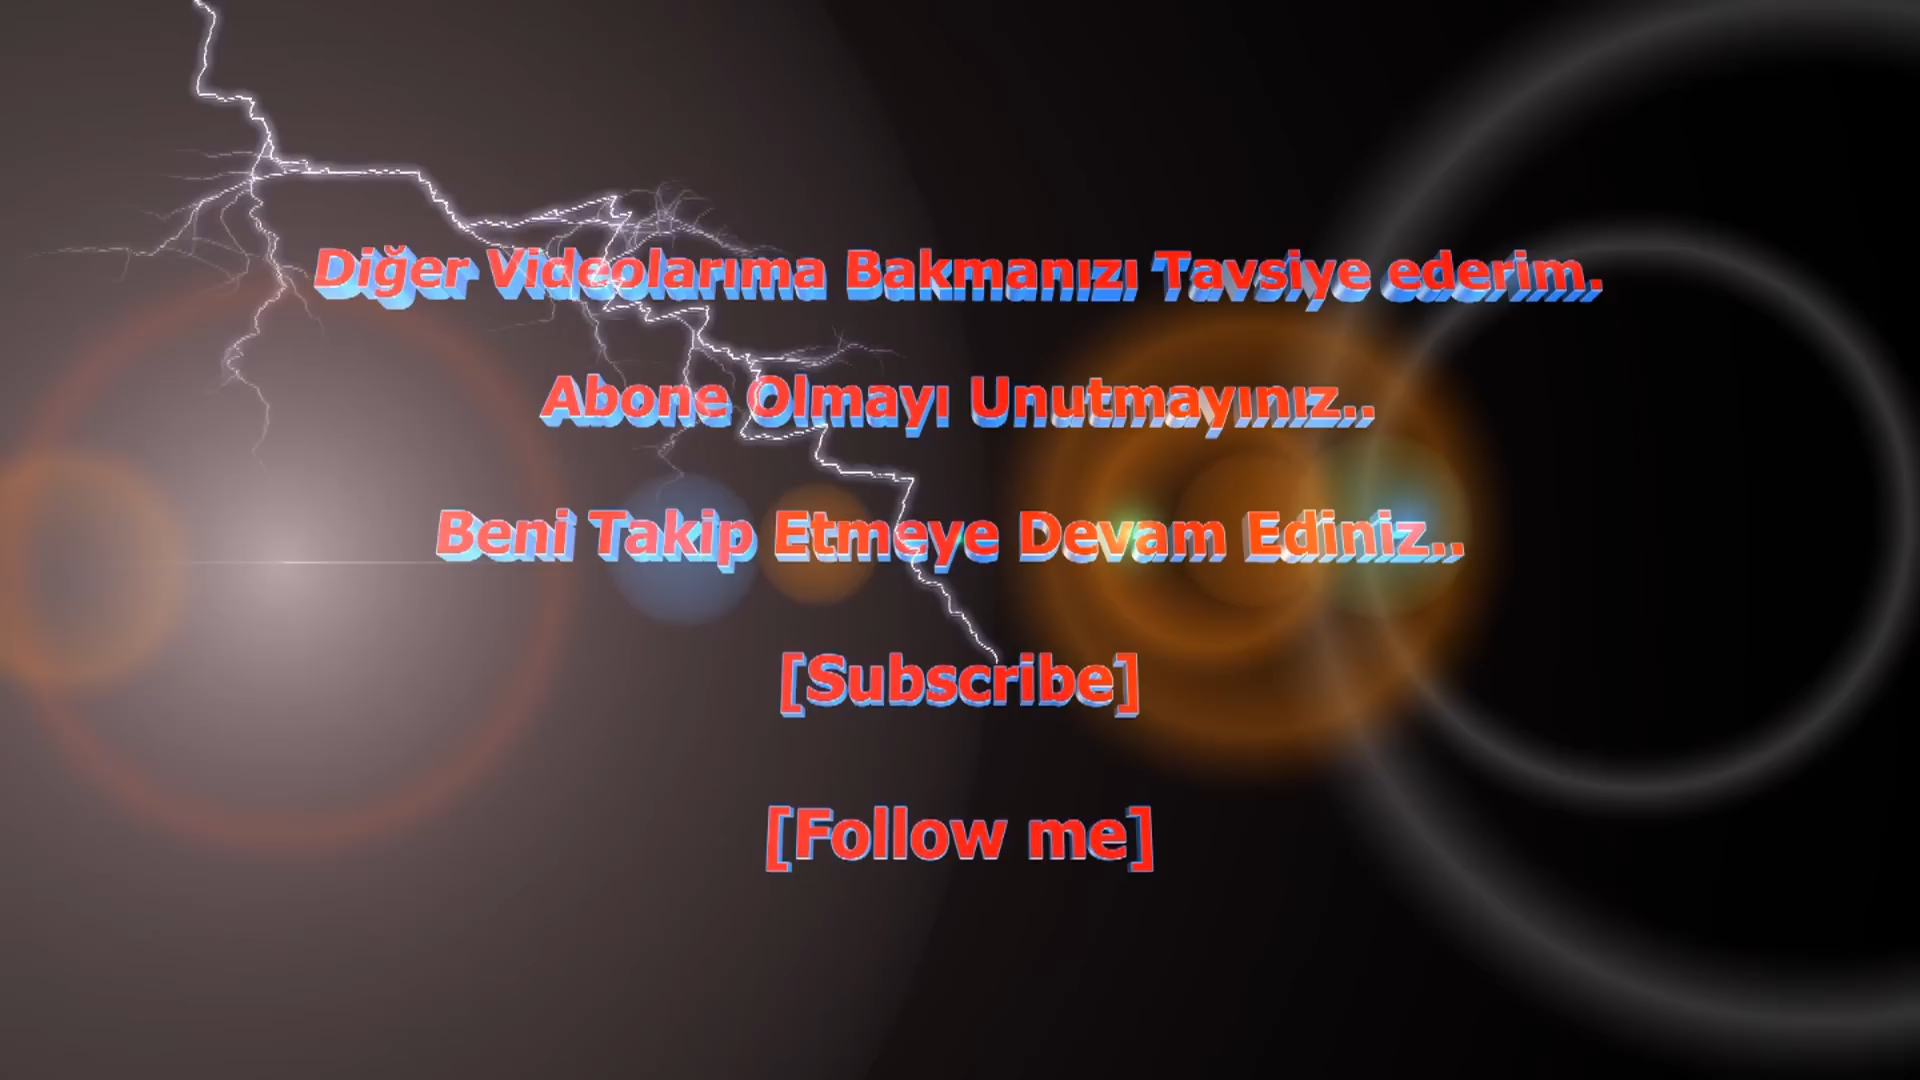 Diğer Videolarıma Bakmanızı Tavsiye ederim.
Abone Olmayı Unutmayınız..
Beni Takip Etmeye Devam Ediniz..
[Subscribe]
[Follow me]